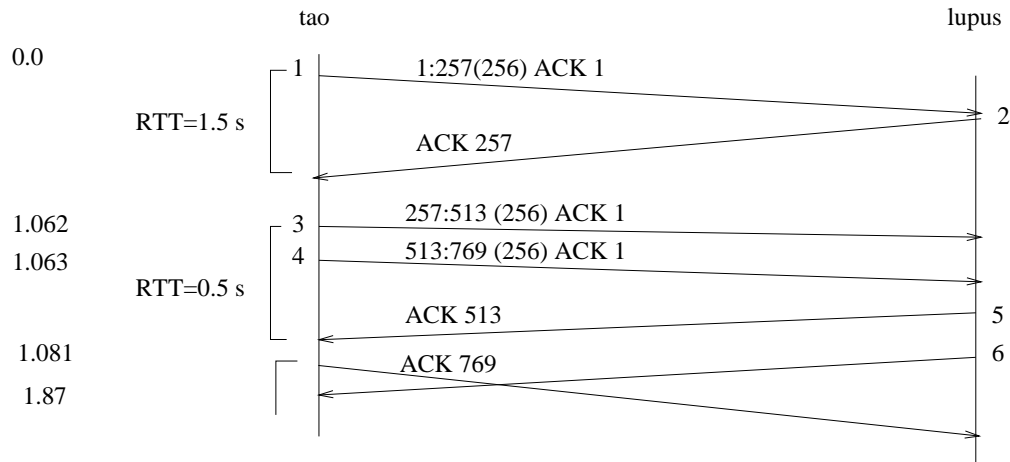 tao
lupus
0.0
1
1:257(256) ACK 1
2
RTT=1.5 s
ACK 257
1.062
3
257:513 (256) ACK 1
1.063
4
513:769 (256) ACK 1
RTT=0.5 s
ACK 513
5
1.081
ACK 769
6
1.87